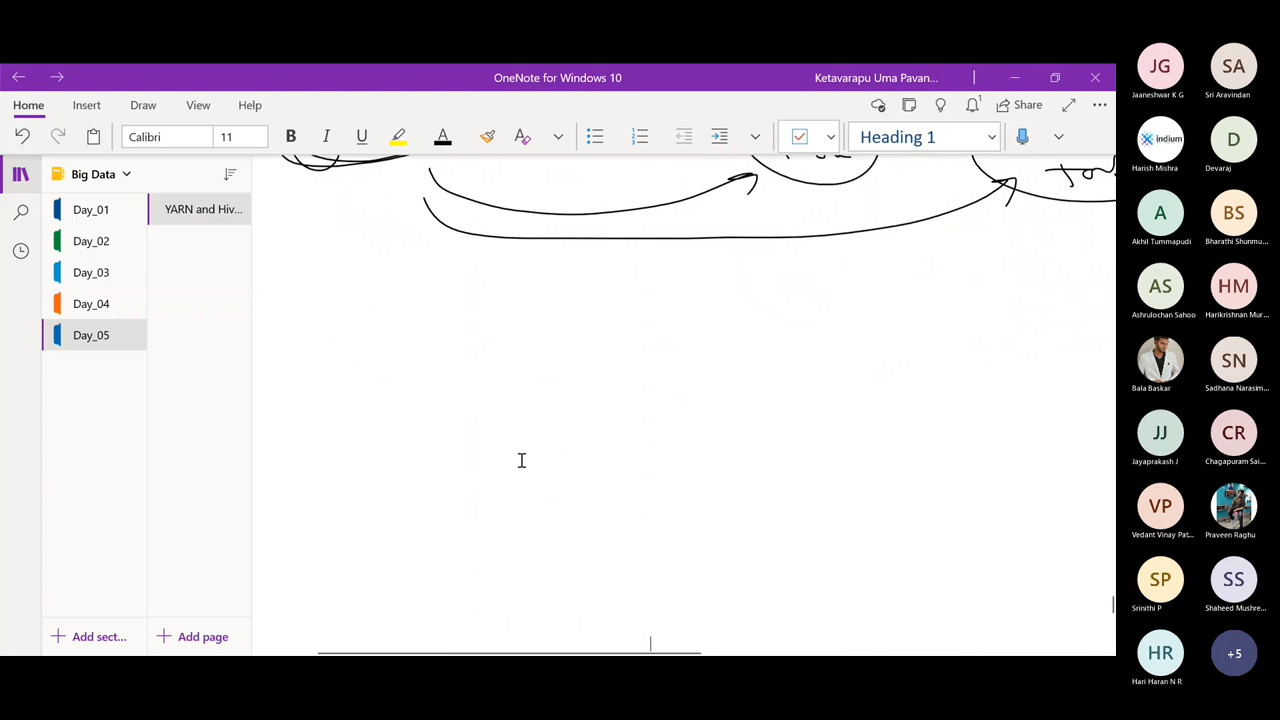 OneNote for Windows 10
Ketavarapu Uma Pavan...
Home
Insert
Draw
View
Help
1
Share
Calibri
11
B
I
U
A
A
Heading 1
Big Data
Day_01
Day_02
Day_03
Day_04
Day_05
YARN and Hiv...
Add sect...
Add page
JG
Jaaneshwar K G
SA
Sri Aravindan
indium
Harish Mishra
D
Devaraj
A
Akhil Tummapudi
BS
Bharathi Shunmu...
AS
Ashrulochan Sahoo
HM
Harikrishnan Mur...
Bala Baskar
SN
Sadhana Narasim...
JJ
Jayaprakash J
CR
Chagapuram Sai...
VP
Vedant Vinay Pat...
Praveen Raghu
SP
Srinithi P
SS
Shaheed Mushre...
HR
Hari Haran N R
+5